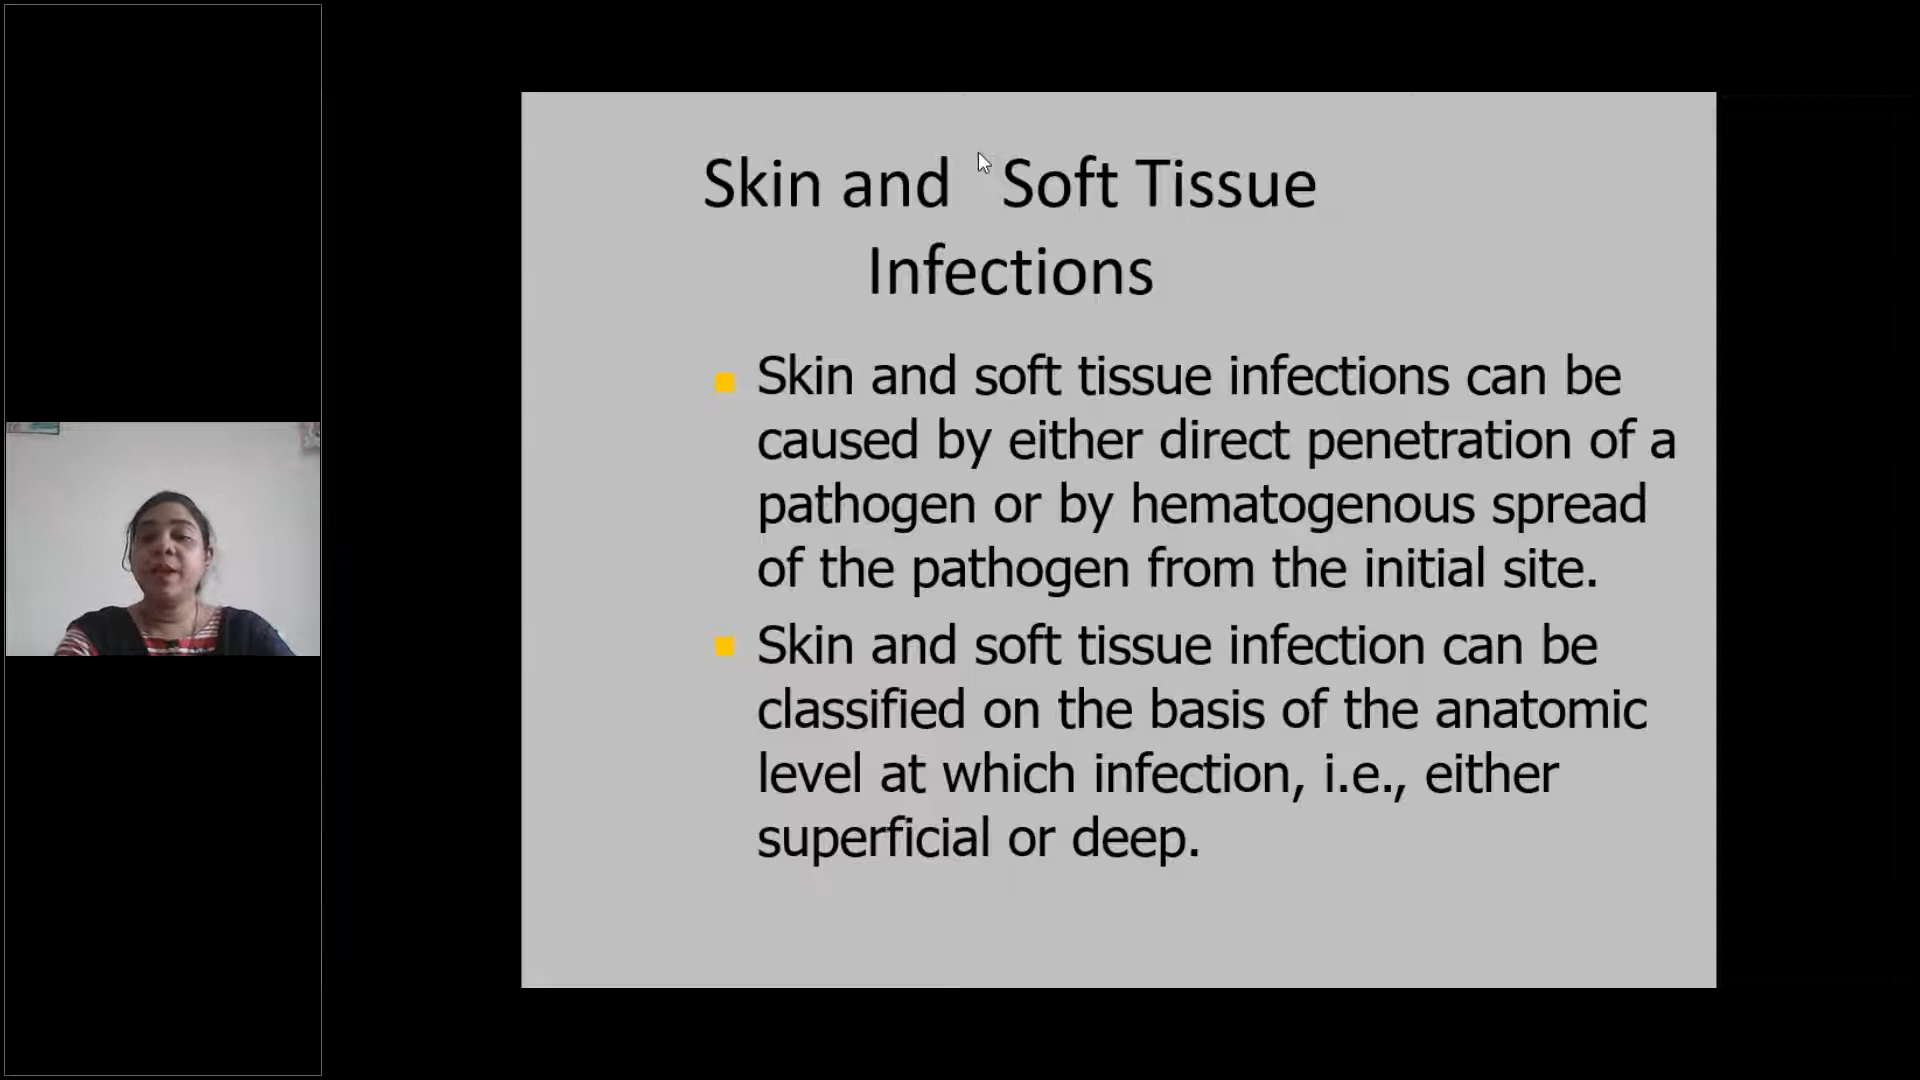 Skin and Soft Tissue
Infections
Skin and soft tissue infections can be
caused by either direct penetration of a
pathogen or by hematogenous spread
of the pathogen from the initial site.
Skin and soft tissue infection can be
classified on the basis of the anatomic
level at which infection, i.e., either
superficial or deep.